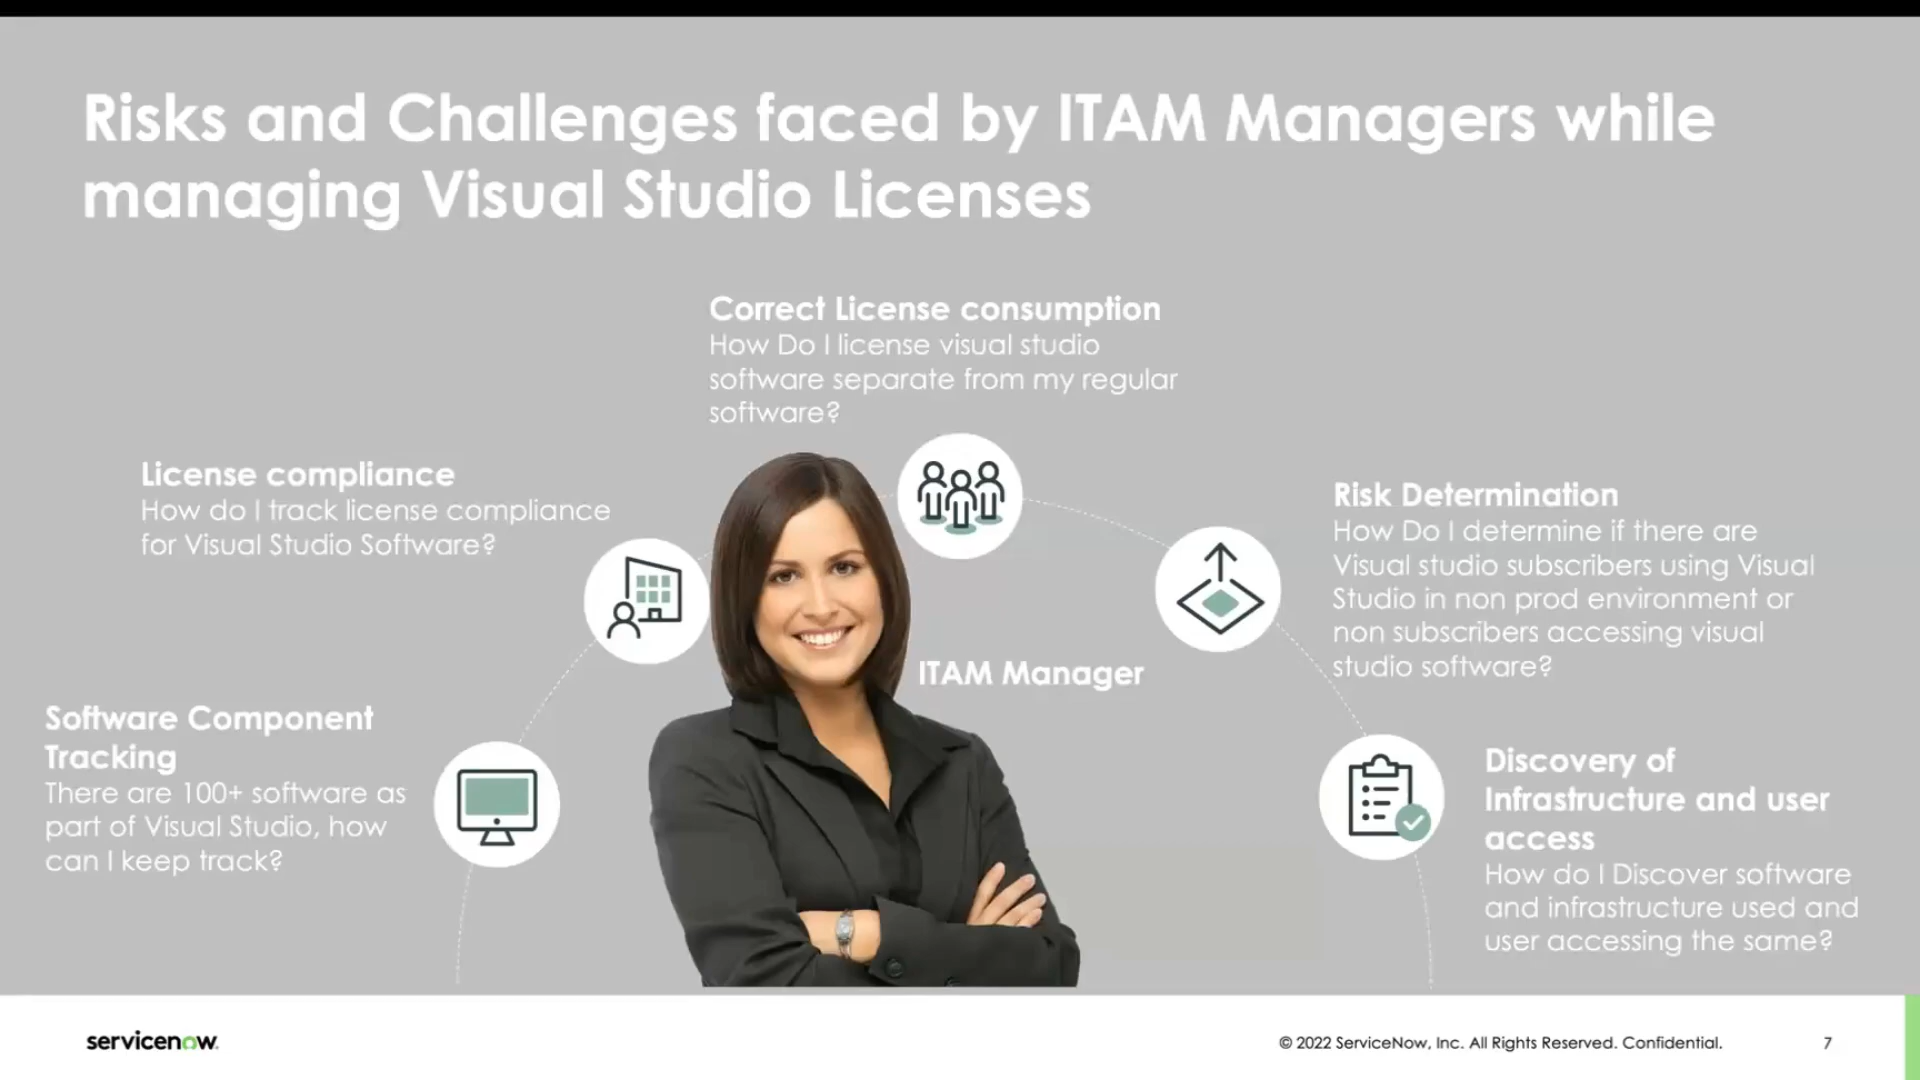 Risks and Challenges faced by ITAM Managers while
managing Visual Studio Licenses
Correct License consumption
How Do I license visual studio
software separate from my regular
software?
License compliance
How do I track license compliance
for Visual Studio Software?
Risk Determination
How Do I determine if there are
Visual studio subscribers using Visual
Studio in non prod environment or
non subscribers accessing visual
studio software?
ITAM Manager
Software Component
Tracking
There are 100+ software as
part of Visual Studio, how
can I keep track?
Discovery of
Infrastructure and user
access
How do I Discover software
and infrastructure used and
user accessing the same?
servicenow.
© 2022 ServiceNow, Inc. All Rights Reserved. Confidential.
7